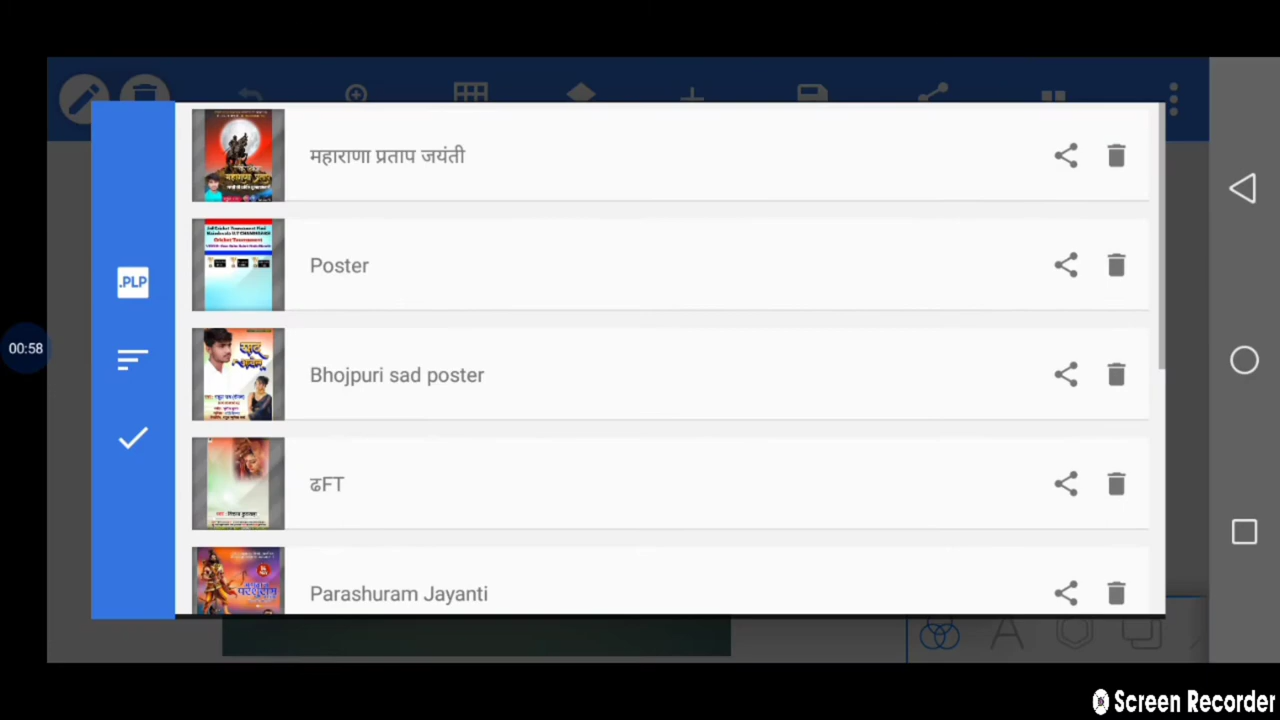 महाराणा प्रताप जयंती
Poster
.PLP
Bhojpuri sad poster
00:58
ढFT
Parashuram Jayanti
Screen Recorder